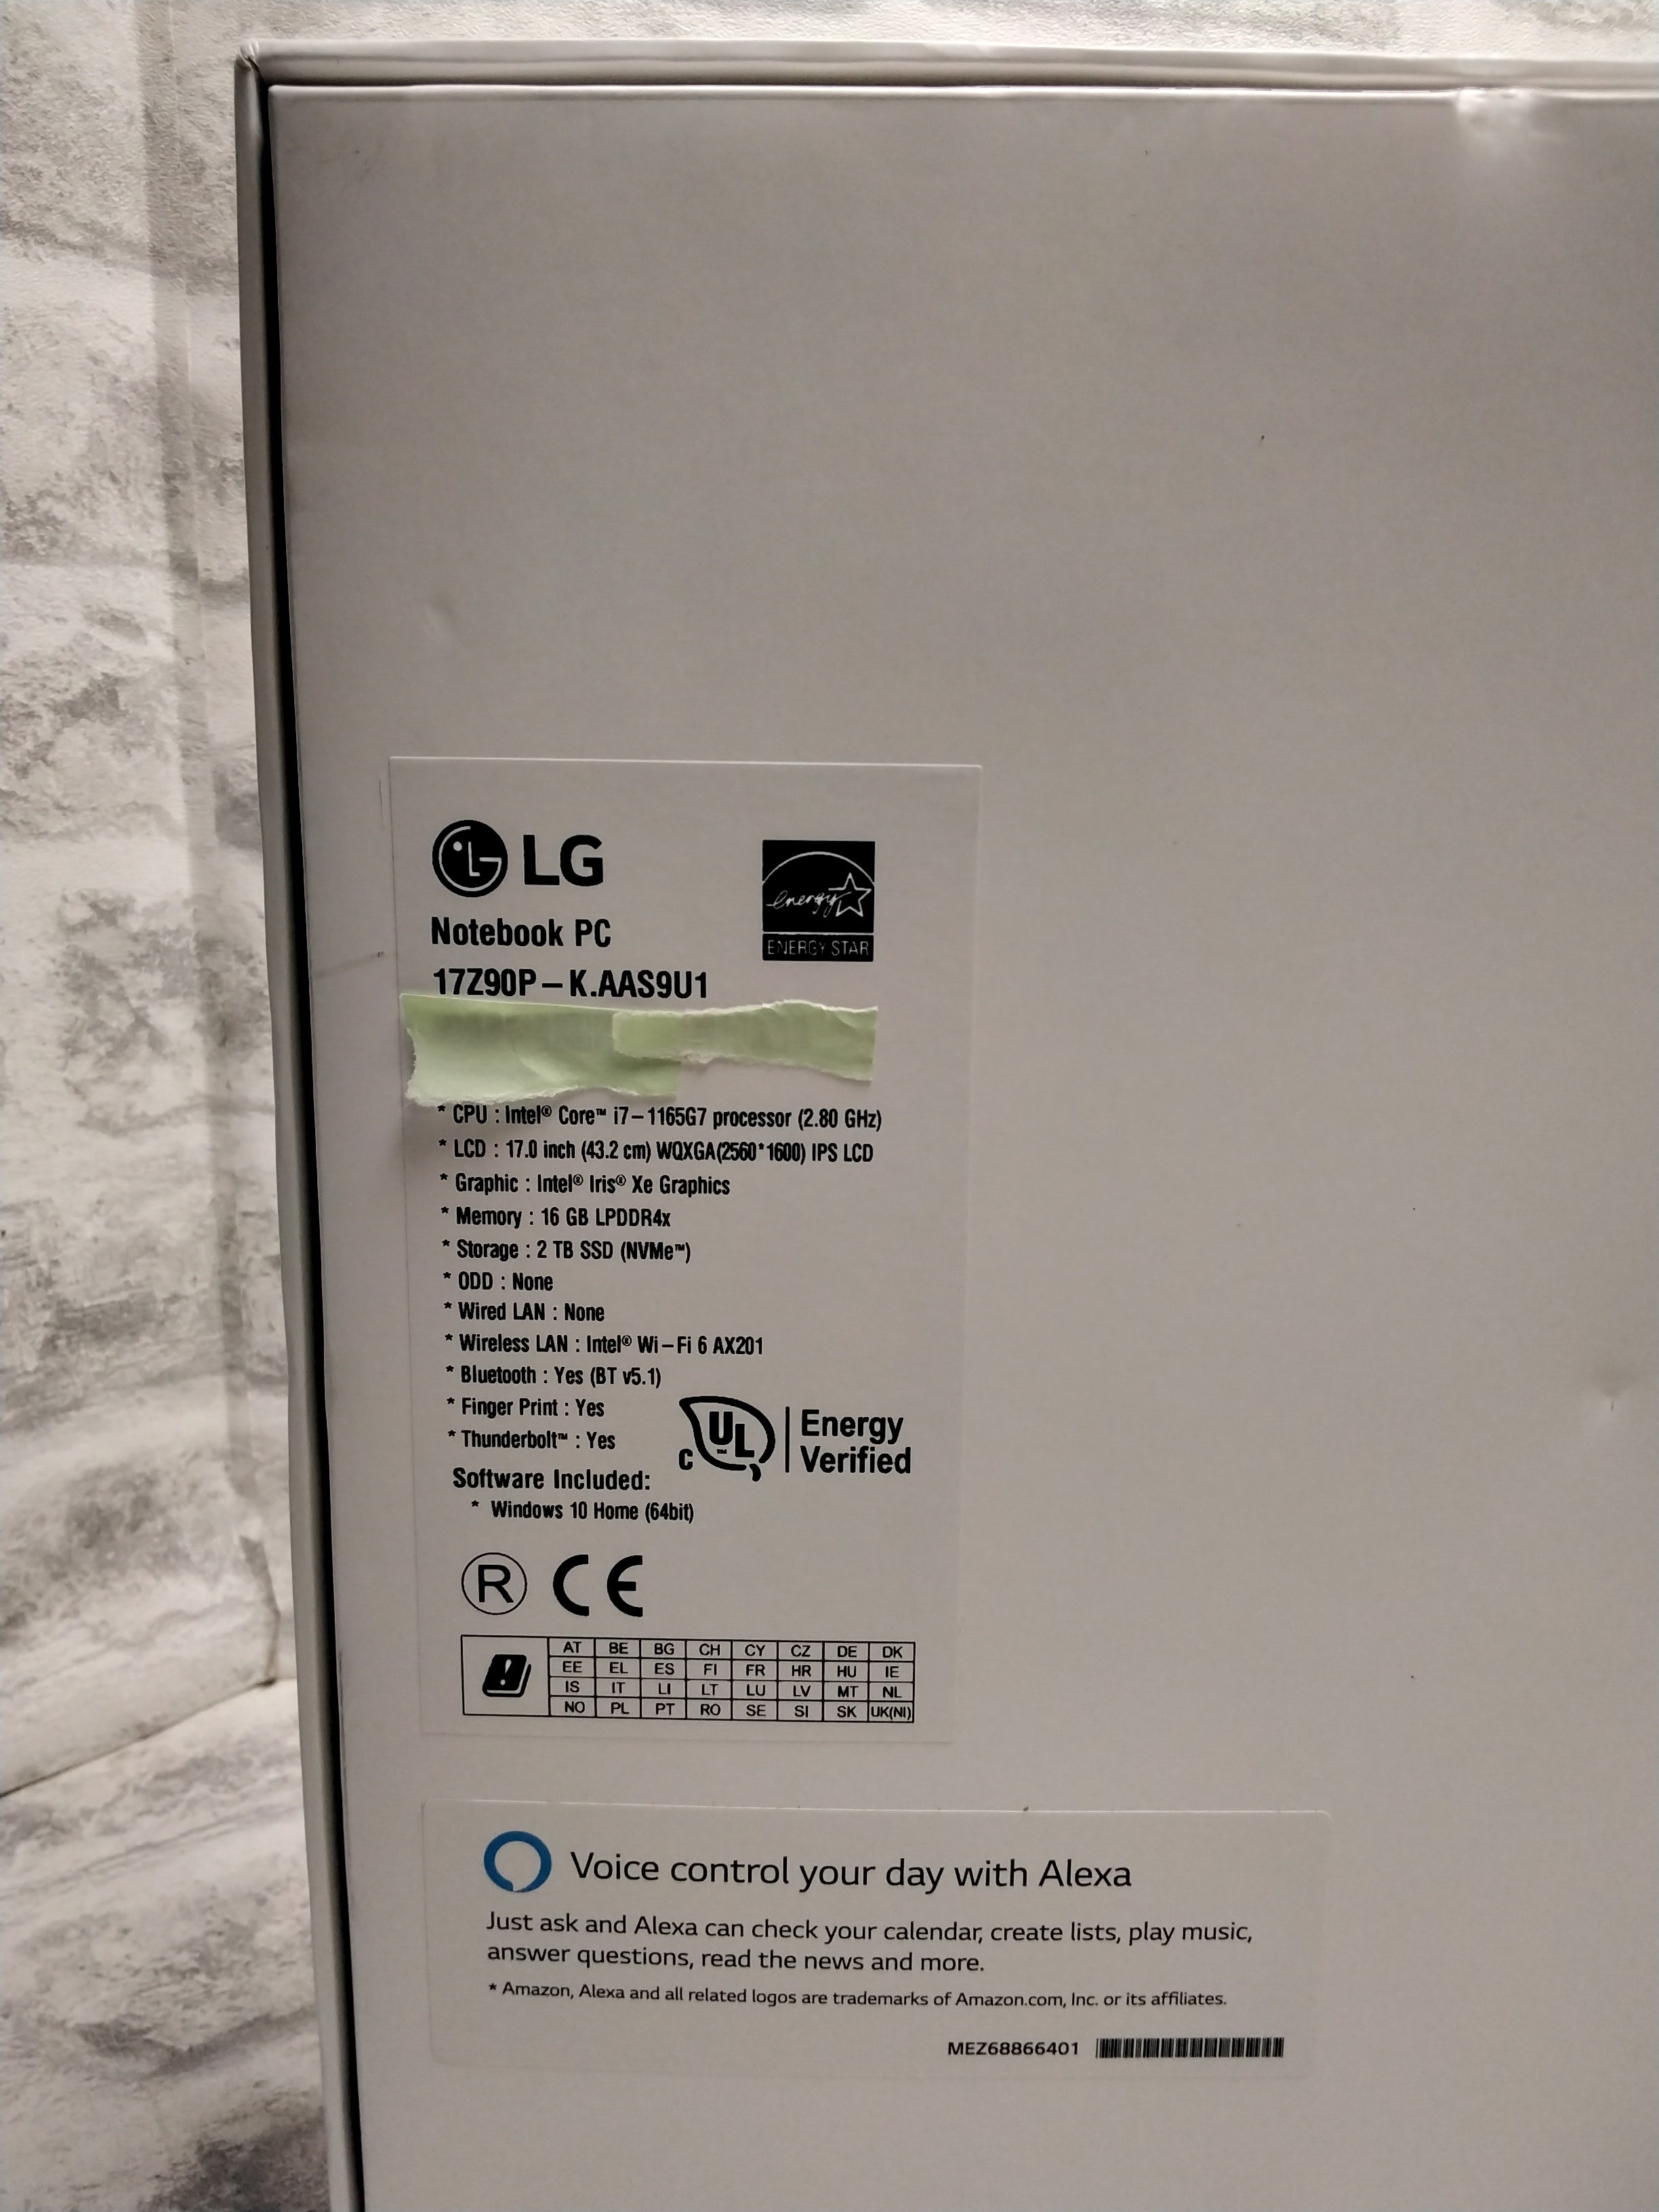 LG
energy
ENERGY STAR
Notebook PC
17Z90P-K.AAS9U1
* CPU : Intel® Core™ i7-1165G7 processor (2.80 GHz)
* LCD : 17.0 inch (43.2 cm) WQXGA(2560*1600) IPS LCD
* Graphic : Intel® Iris® Xe Graphics
* Memory : 16 GB LPDDR4x
* Storage : 2 TB SSD (NVMe™)
* ODD : None
* Wired LAN : None
* Wireless LAN : Intel® Wi-Fi 6 AX201
* Bluetooth : Yes (BT v5.1)
* Finger Print : Yes
* Thunderbolt™ : Yes
c UL™ Energy Verified
Software Included:
* Windows 10 Home (64bit)
R CE
AT BE BG CH CY CZ DE DK
EE EL ES FI FR HR HU IE
IS IT LI LT LU LV MT NL
NO PL PT RO SE SI SK UK(NI)
Voice control your day with Alexa
Just ask and Alexa can check your calendar, create lists, play music,
answer questions, read the news and more.
* Amazon, Alexa and all related logos are trademarks of Amazon.com, Inc. or its affiliates.
MEZ68866401